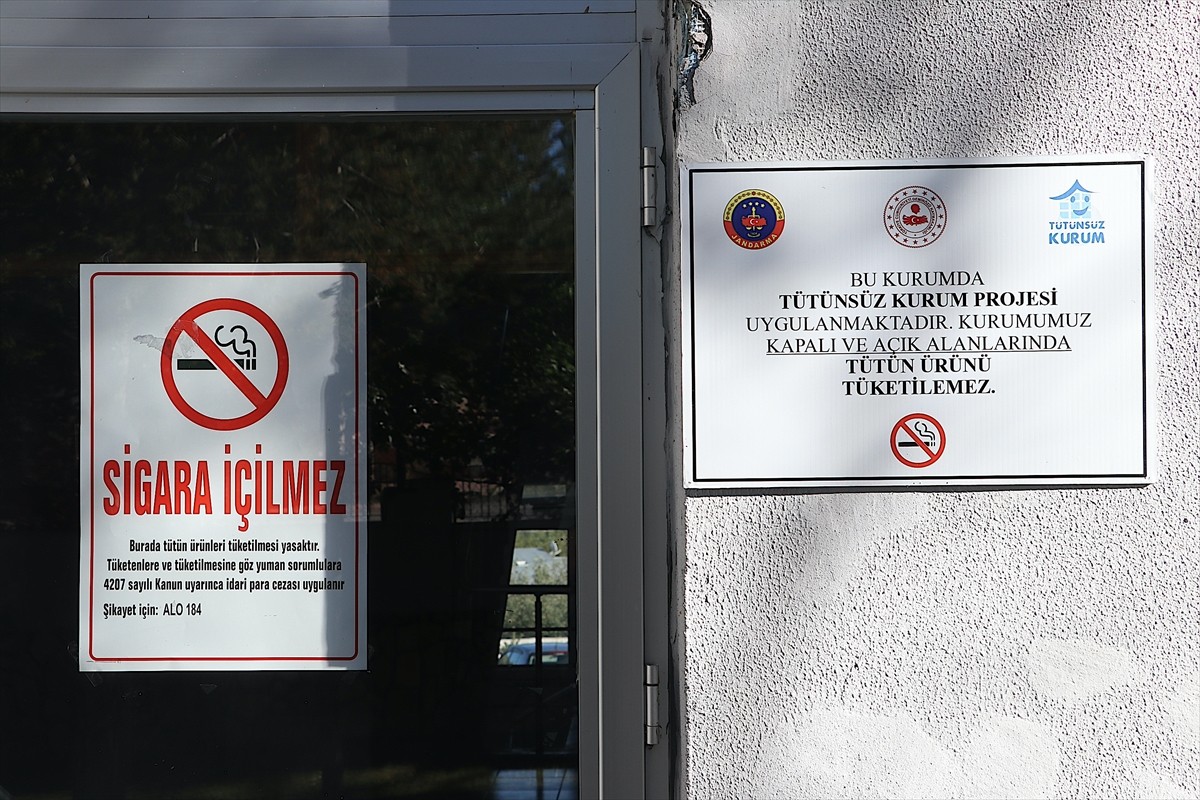 SİGARA İÇİLMEZ
Burada tütün ürünleri tüketilmesi yasaktır.
Tüketenlere ve tüketilmesine göz yuman sorumlulara
4207 sayılı Kanun uyarınca idari para cezası uygulanır
Şikayet için: ALO 184
JANDARMA
TÜTÜNSÜZ
KURUM
BU KURUMDA
TÜTÜNSÜZ KURUM PROJESİ
UYGULANMAKTADIR. KURUMUMUZ
KAPALI VE AÇIK ALANLARINDA
TÜTÜN ÜRÜNÜ
TÜKETİLEMEZ.